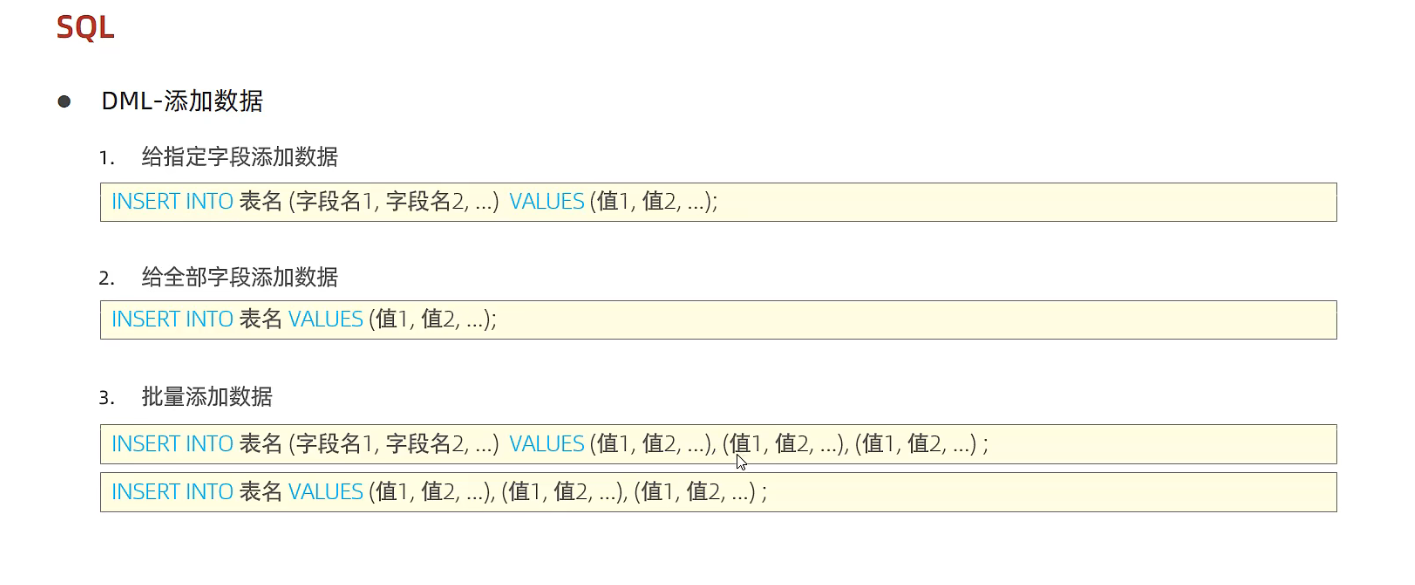 SQL
● DML-添加数据
1. 给指定字段添加数据
INSERT INTO 表名 (字段名1, 字段名2, ...) VALUES (值1, 值2, ...);
2. 给全部字段添加数据
INSERT INTO 表名 VALUES (值1, 值2, ...);
3. 批量添加数据
INSERT INTO 表名 (字段名1, 字段名2, ...) VALUES (值1, 值2, ...), (值1, 值2, ...), (值1, 值2, ...) ;
INSERT INTO 表名 VALUES (值1, 值2, ...), (值1, 值2, ...), (值1, 值2, ...) ;